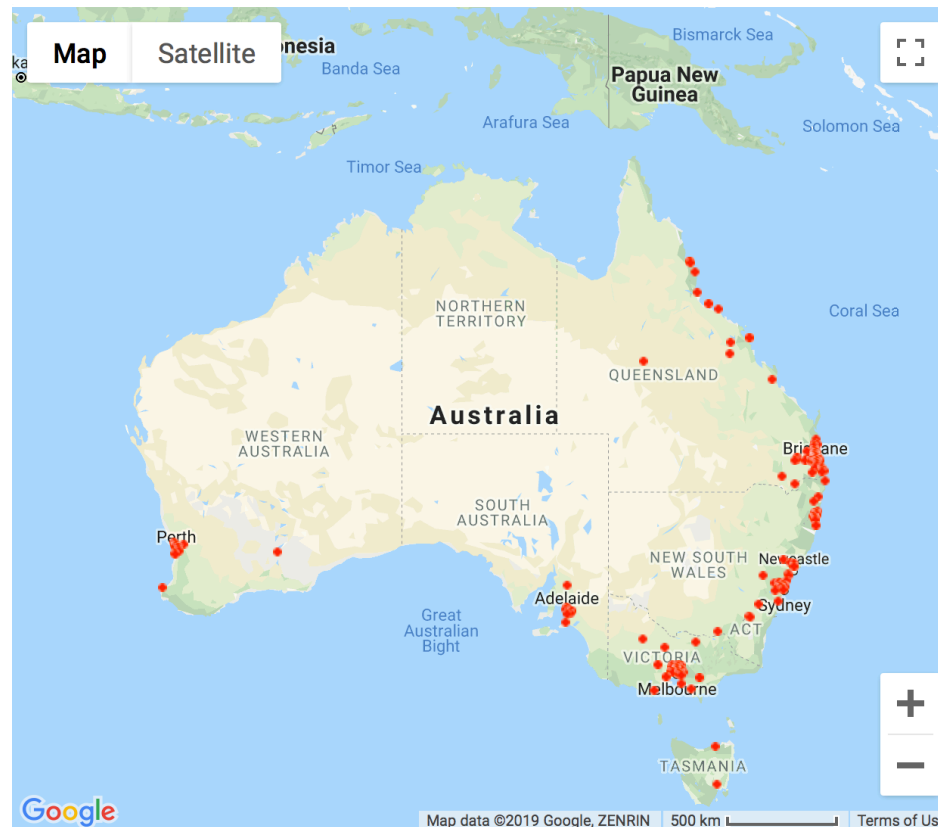 Map
Satellite
onesia
ka
Bismarck Sea
Banda Sea
Papua New
Guinea
Arafura Sea
Solomon Sea
Timor Sea
NORTHERN
TERRITORY
Coral Sea
QUEENSLAND
Australia
WESTERN
AUSTRALIA
Brisbane
SOUTH
AUSTRALIA
Perth
NEW SOUTH
WALES
Newcastle
Adelaide
Sydney
Great
Australian
Bight
ACT
VICTORIA
Melbourne
TASMANIA
Google
Map data ©2019 Google, ZENRIN
500 km
Terms of Us